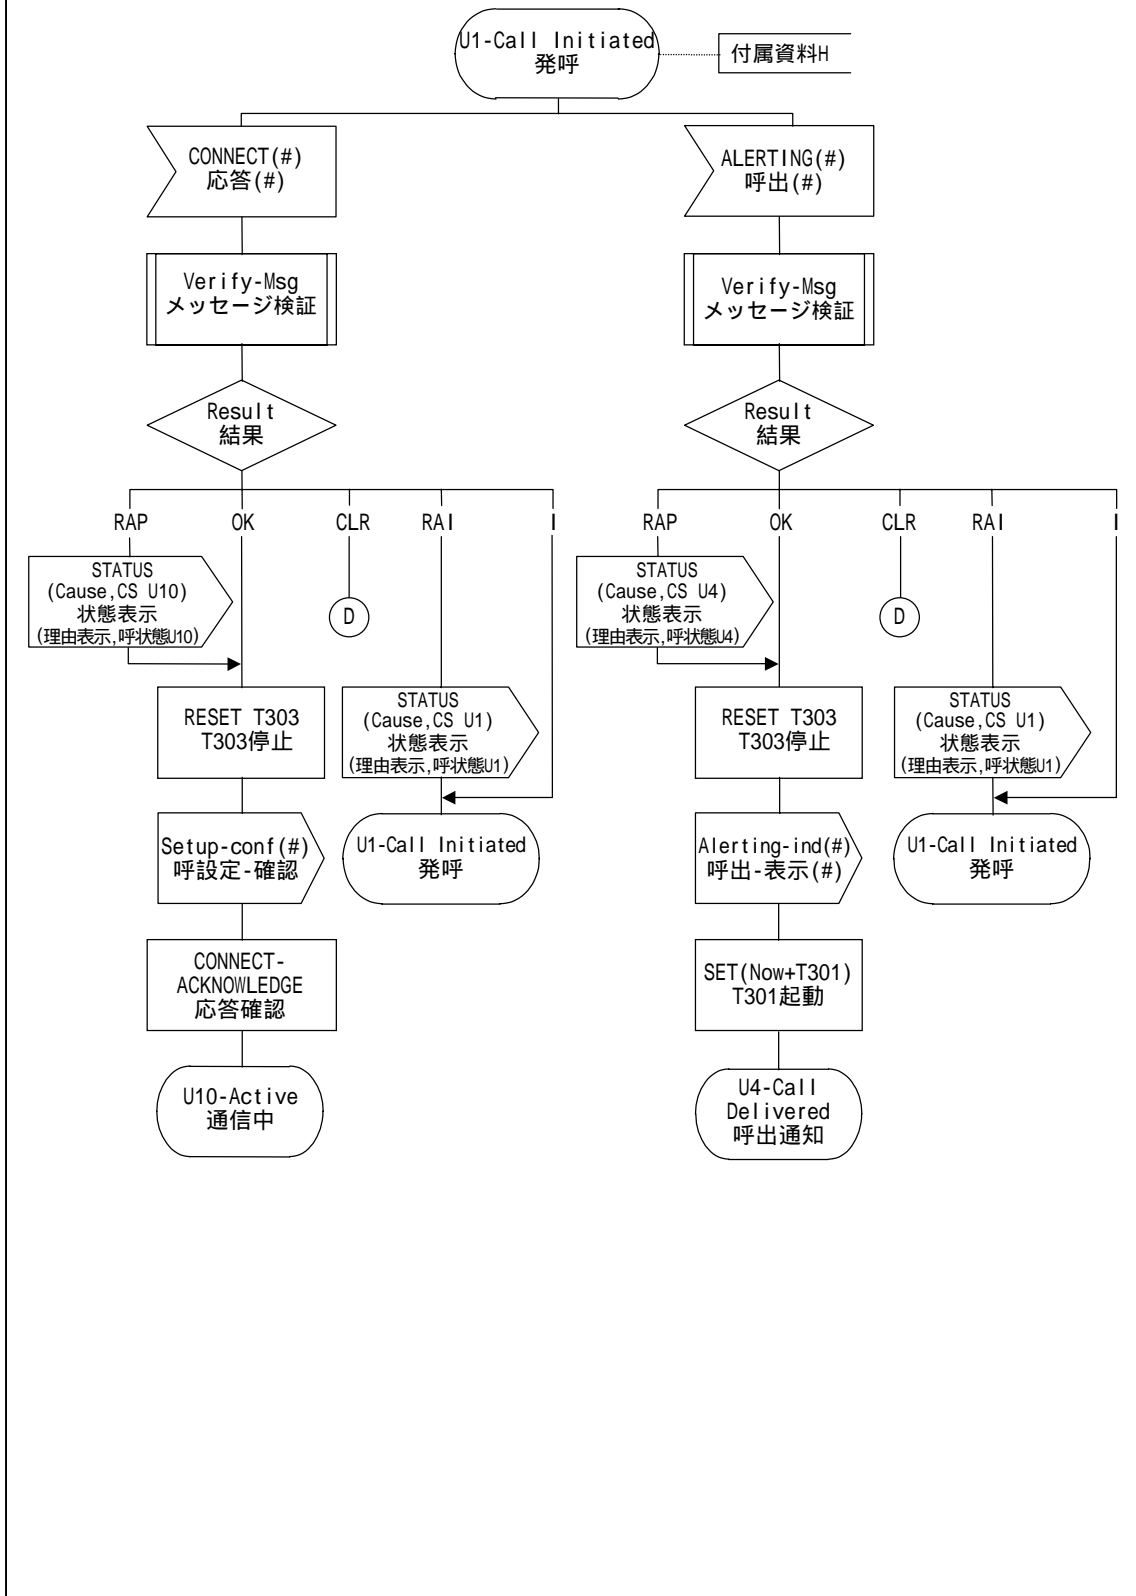 U1-Call Initiated
発呼
付属資料H
CONNECT(#)
応答(#)
ALERTING(#)
呼出(#)
Verify-Msg
メッセージ検証
Verify-Msg
メッセージ検証
Result
結果
Result
結果
RAP
OK
CLR
RAI
I
RAP
OK
CLR
RAI
I
STATUS
(Cause,CS U10)
状態表示
(理由表示,呼状態U10)
D
STATUS
(Cause,CS U4)
状態表示
(理由表示,呼状態U4)
D
RESET T303
T303停止
STATUS
(Cause,CS U1)
状態表示
(理由表示,呼状態U1)
RESET T303
T303停止
STATUS
(Cause,CS U1)
状態表示
(理由表示,呼状態U1)
Setup-conf(#)
呼設定-確認
U1-Call Initiated
発呼
Alerting-ind(#)
呼出-表示(#)
U1-Call Initiated
発呼
CONNECT-
ACKNOWLEDGE
応答確認
SET(Now+T301)
T301起動
U10-Active
通信中
U4-Call
Delivered
呼出通知